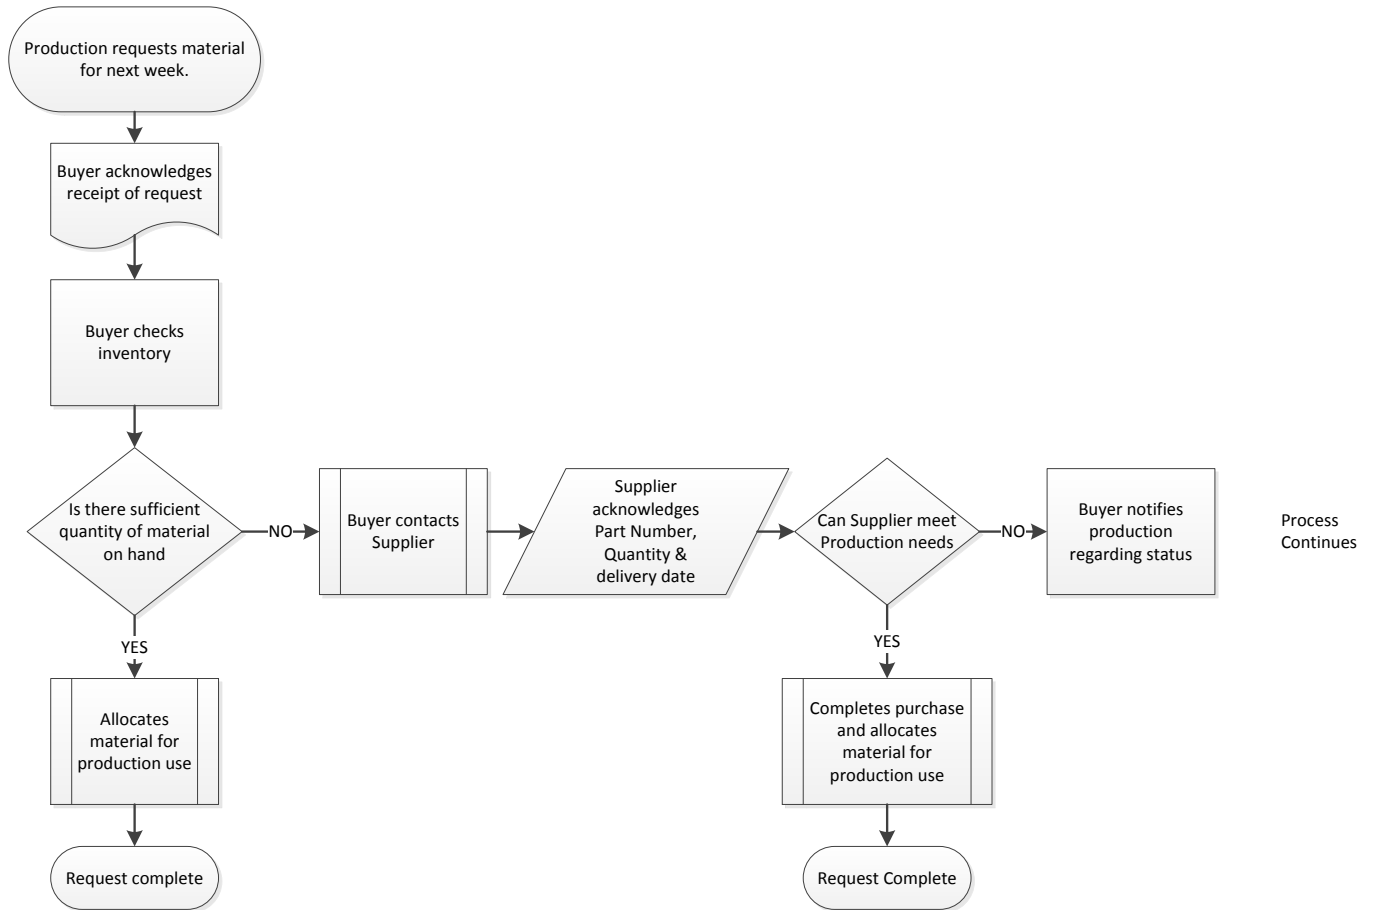 Production requests material
for next week.
Buyer acknowledges
receipt of request
Buyer checks
inventory
Is there sufficient
quantity of material
on hand
NO
Buyer contacts
Supplier
Supplier
acknowledges
Part Number,
Quantity &
delivery date
Can Supplier meet
Production needs
NO
Buyer notifies
production
regarding status
Process
Continues
YES
YES
Allocates
material for
production use
Completes purchase
and allocates
material for
production use
Request complete
Request Complete